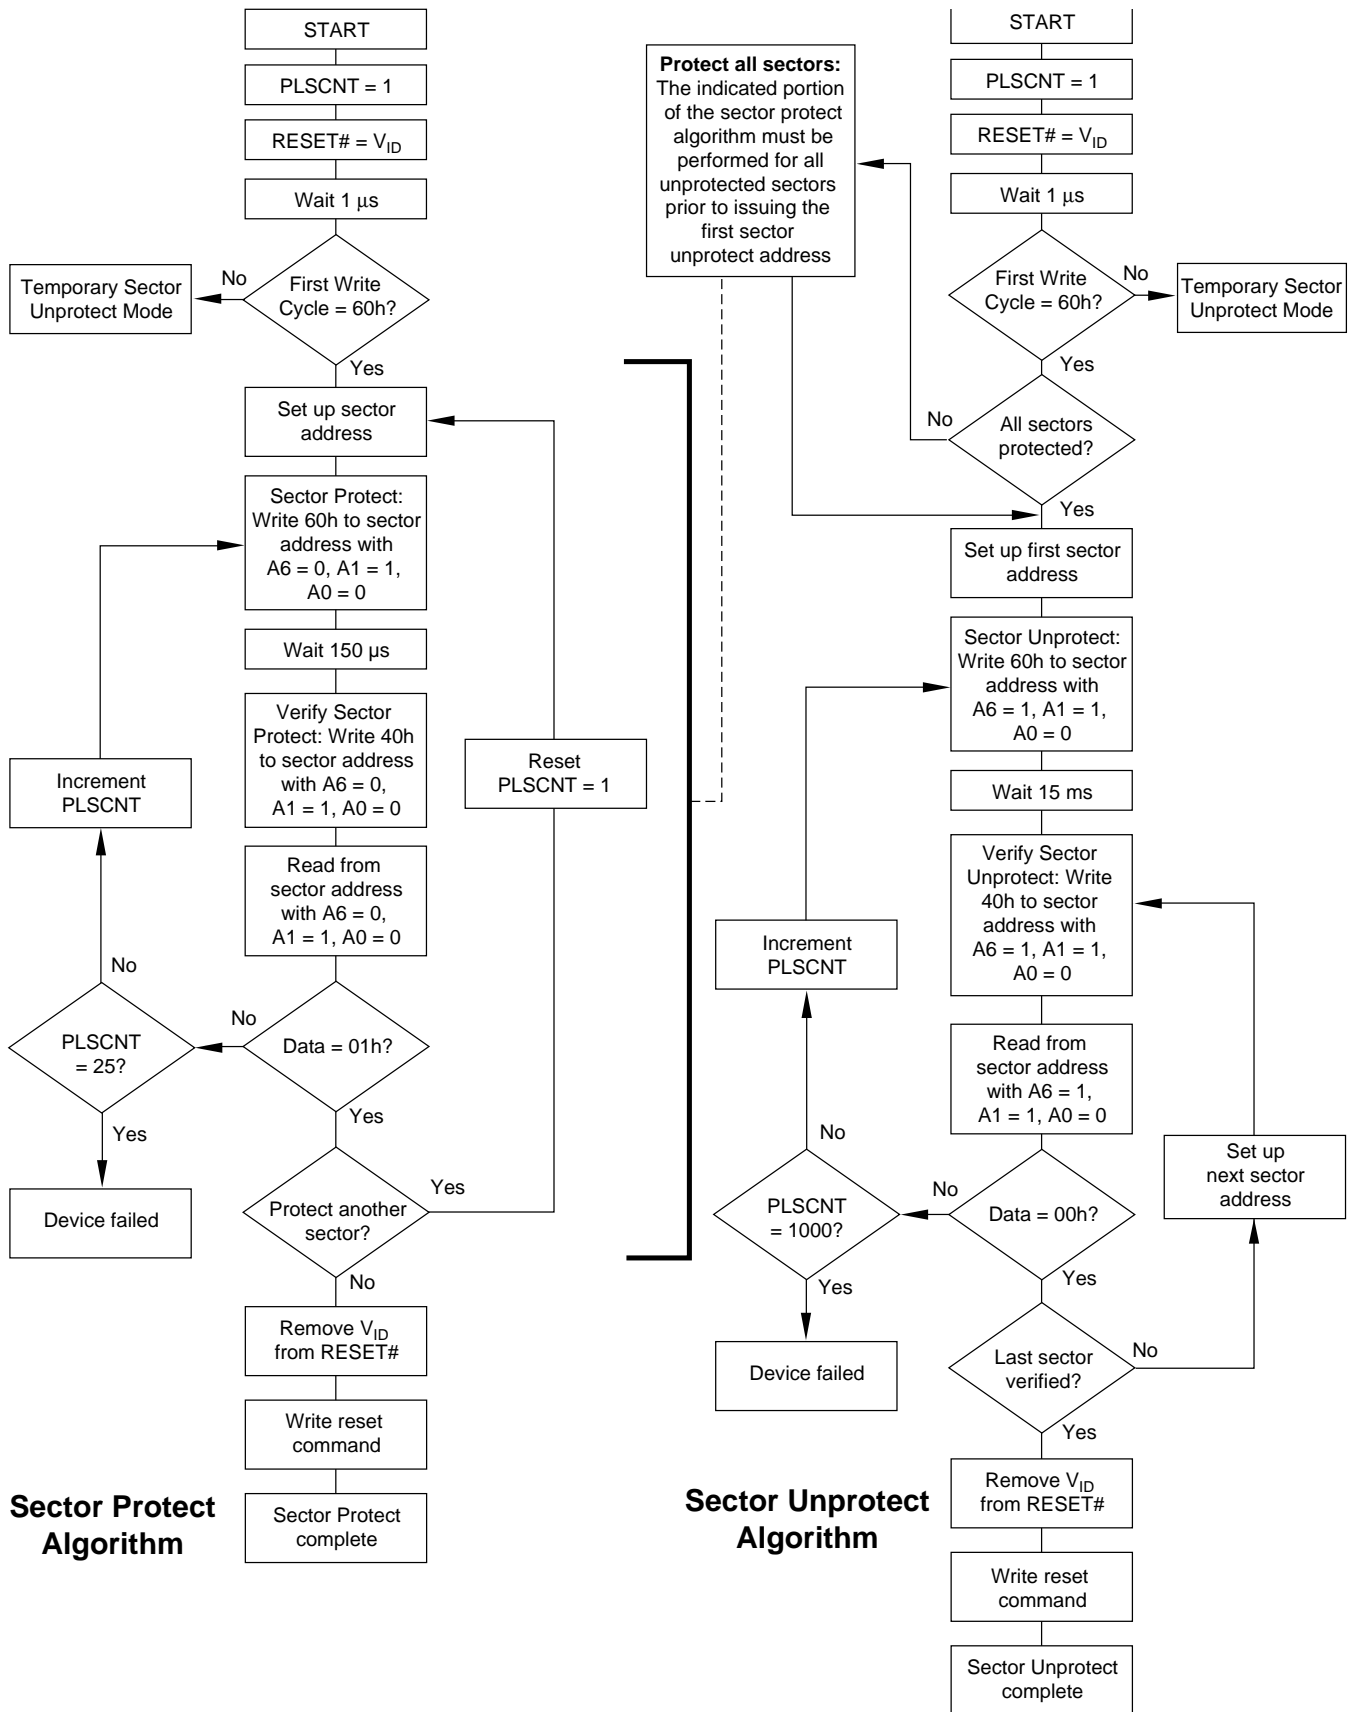 START
PLSCNT = 1
RESET# = VID
Wait 1 μs
First Write
Cycle = 60h?
No
Temporary Sector
Unprotect Mode
Yes
Set up sector
address
Sector Protect:
Write 60h to sector
address with
A6 = 0, A1 = 1,
A0 = 0
Wait 150 µs
Verify Sector
Protect: Write 40h
to sector address
with A6 = 0,
A1 = 1, A0 = 0
Reset
PLSCNT = 1
Increment
PLSCNT
Read from
sector address
with A6 = 0,
A1 = 1, A0 = 0
No
No
PLSCNT
= 25?
Data = 01h?
Yes
Yes
Device failed
Protect another
sector?
Yes
No
Remove VID
from RESET#
Write reset
command
Sector Protect
complete
Sector Protect
Algorithm
START
Protect all sectors:
The indicated portion
of the sector protect
algorithm must be
performed for all
unprotected sectors
prior to issuing the
first sector
unprotect address
PLSCNT = 1
RESET# = VID
Wait 1 μs
First Write
Cycle = 60h?
No
Temporary Sector
Unprotect Mode
Yes
No
All sectors
protected?
Yes
Set up first sector
address
Sector Unprotect:
Write 60h to sector
address with
A6 = 1, A1 = 1,
A0 = 0
Wait 15 ms
Verify Sector
Unprotect: Write
40h to sector
address with
A6 = 1, A1 = 1,
A0 = 0
Increment
PLSCNT
Read from
sector address
with A6 = 1,
A1 = 1, A0 = 0
No
Set up
next sector
address
No
PLSCNT
= 1000?
Data = 00h?
Yes
Yes
Device failed
Last sector
verified?
No
Yes
Remove VID
from RESET#
Write reset
command
Sector Unprotect
complete
Sector Unprotect
Algorithm